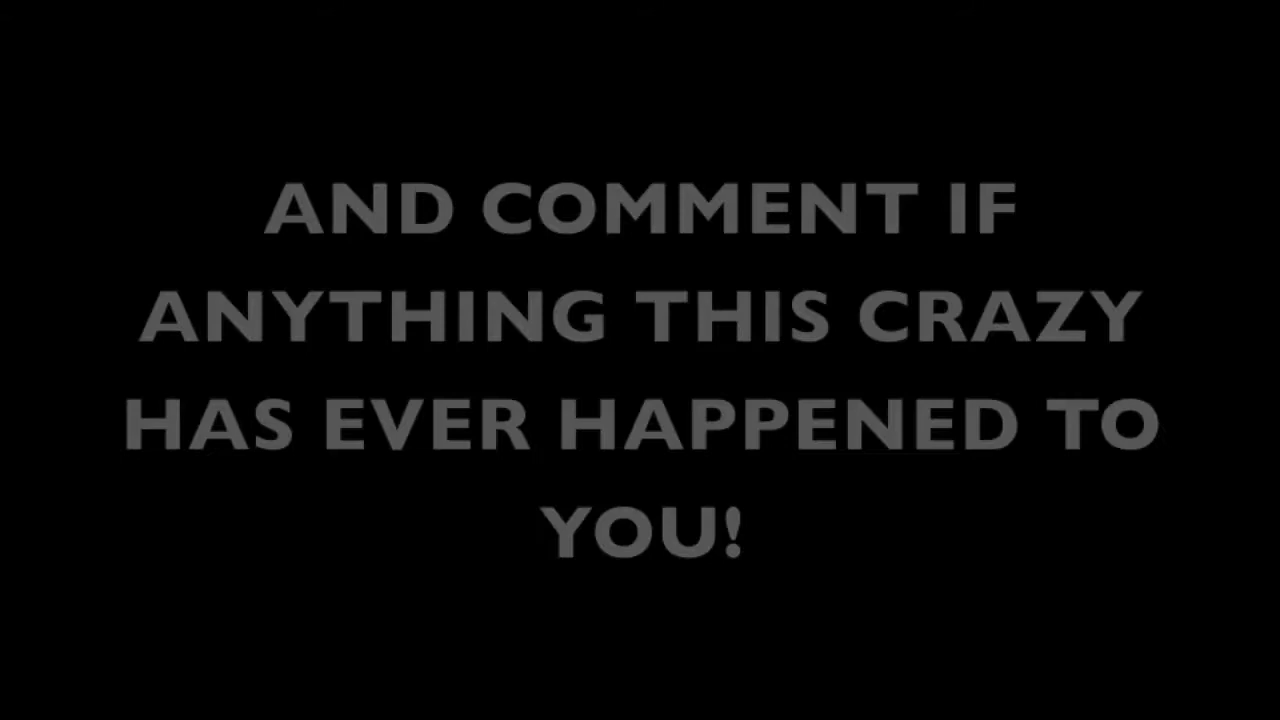 AND COMMENT IF
ANYTHING THIS CRAZY
HAS EVER HAPPENED TO
YOU!